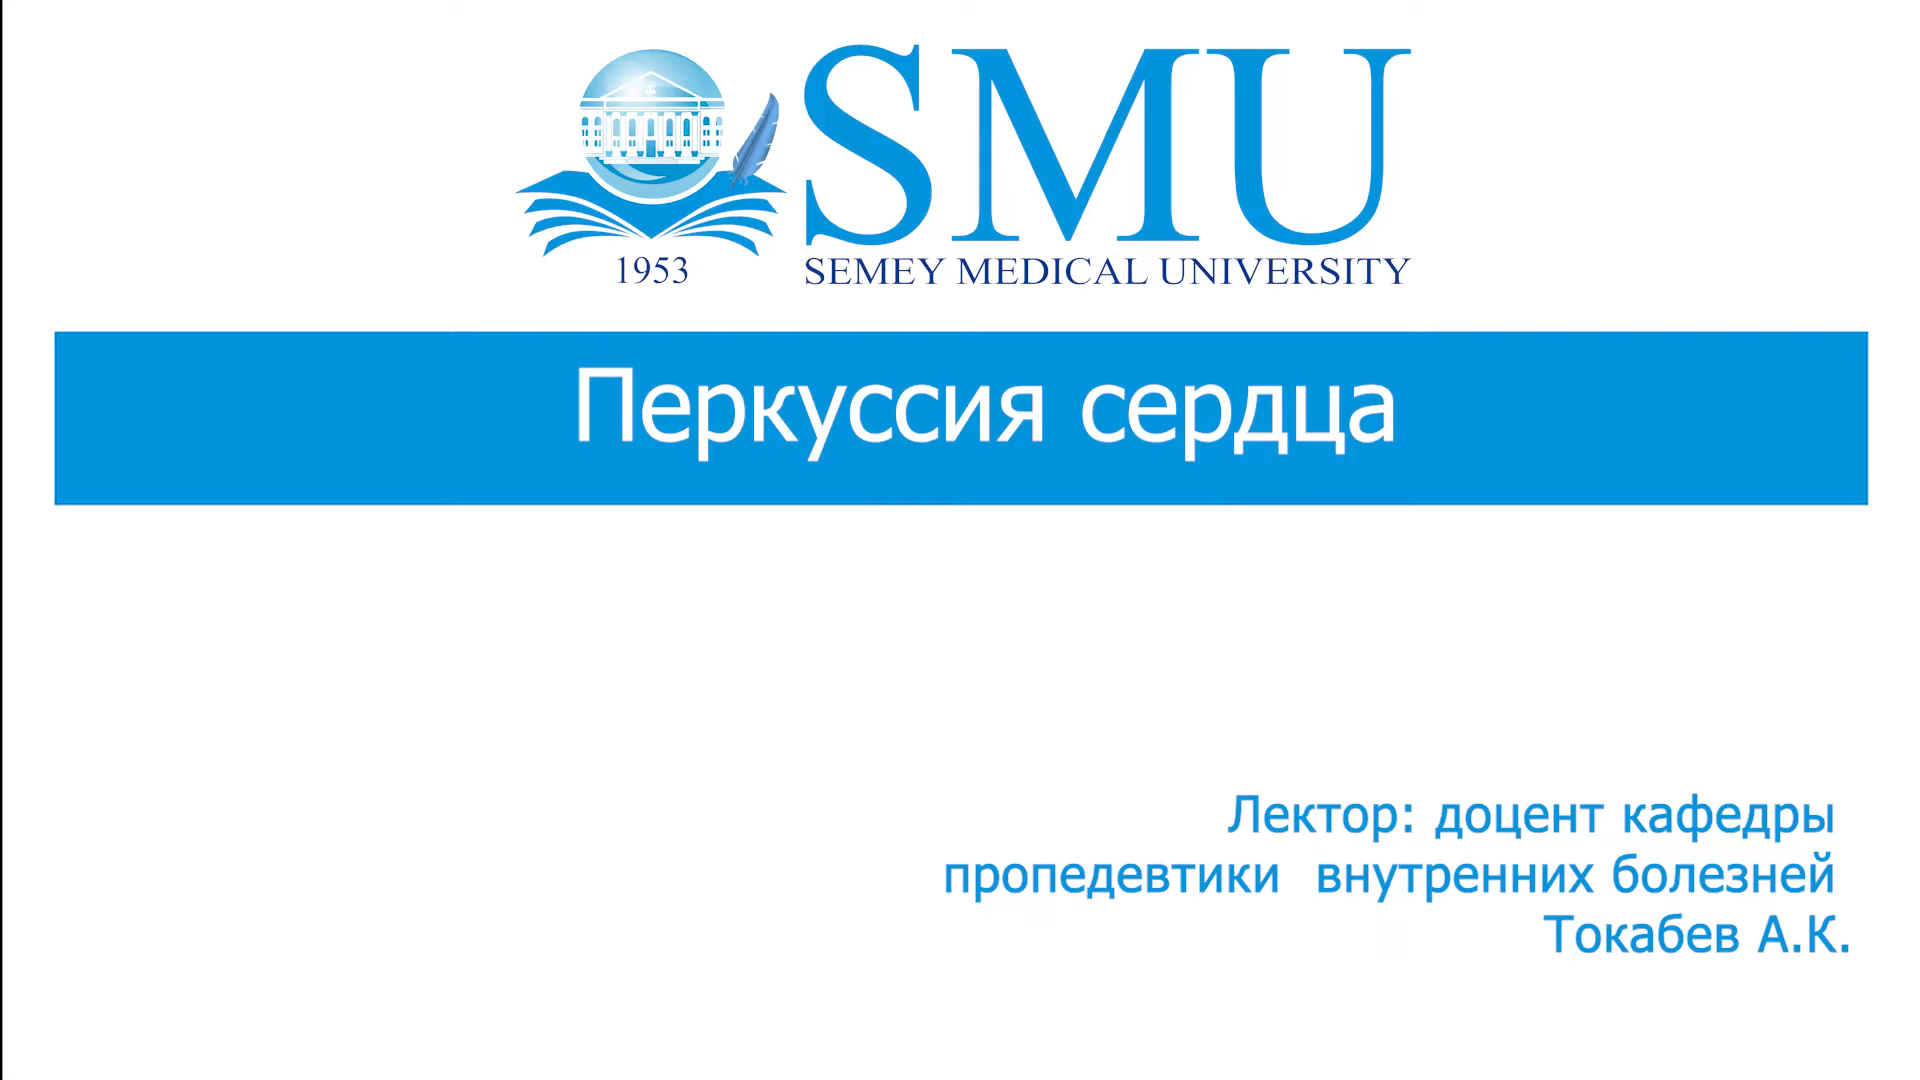 SMU
1953
SEMEY MEDICAL UNIVERSITY
Перкуссия сердца
Лектор: доцент кафедры
пропедевтики внутренних болезней
Токабев А.К.